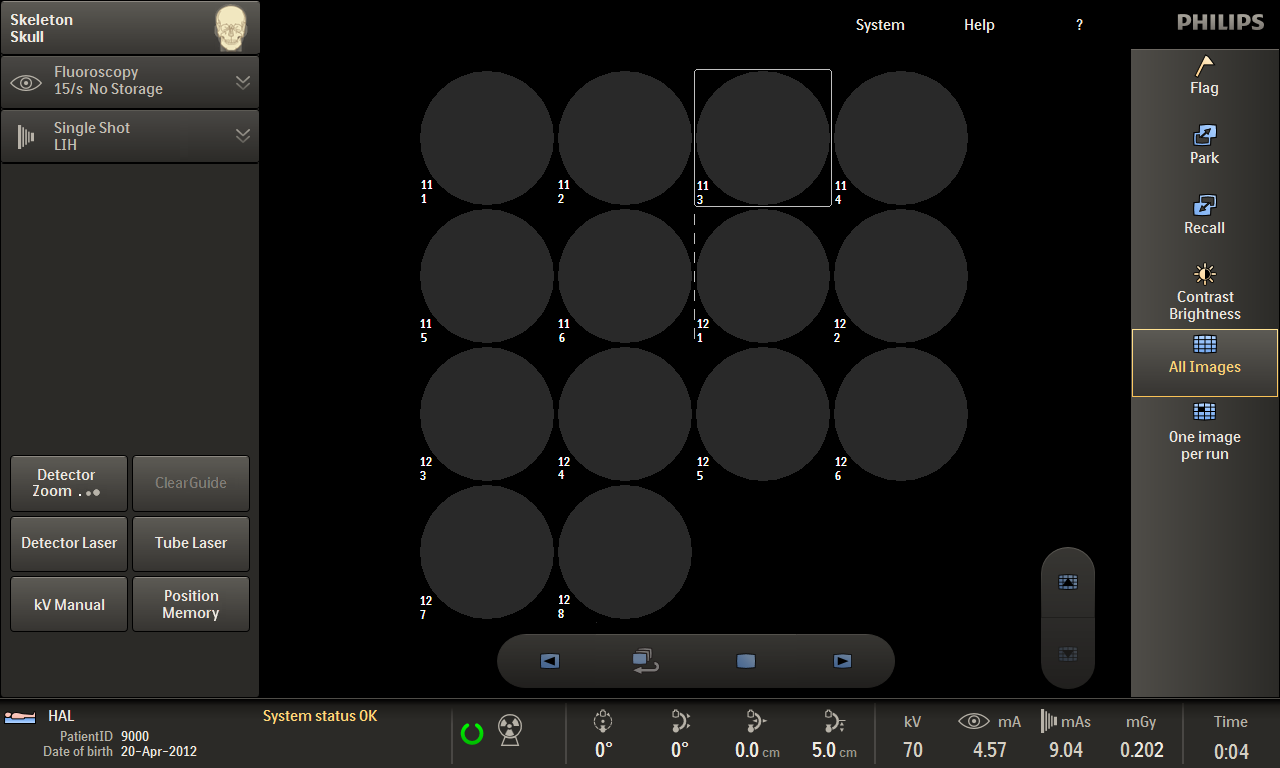 Skeleton
Skull
System
Help
?
PHILIPS
Fluoroscopy
15/s No Storage
Single Shot
LIH
11
1
11
2
11
3
11
4
11
5
11
6
12
1
12
2
12
3
12
4
12
5
12
6
12
7
12
8
Flag
Park
Recall
Contrast
Brightness
All Images
One image
per run
Detector
Zoom
ClearGuide
Detector Laser
Tube Laser
kV Manual
Position
Memory
HAL
PatientID 9000
Date of birth 20-Apr-2012
System status OK
0°
0°
0.0 cm
5.0 cm
kV
70
mA
4.57
mAs
9.04
mGy
0.202
Time
0:04